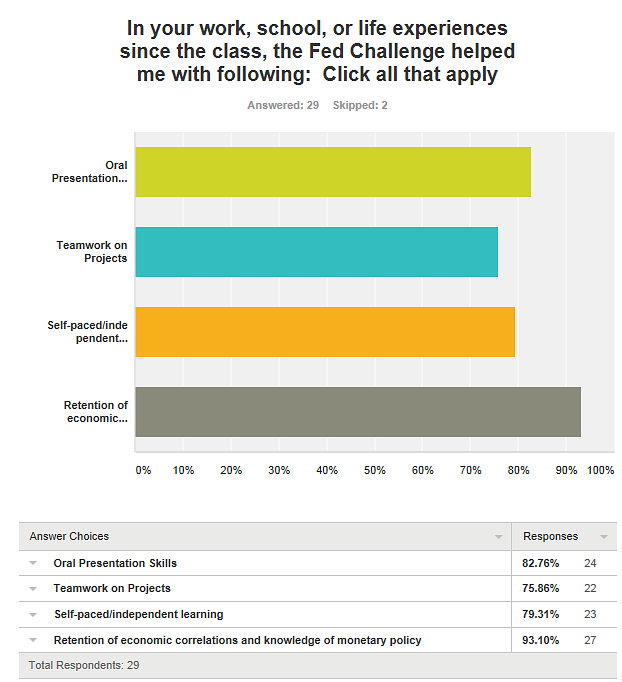 In your work, school, or life experiences
since the class, the Fed Challenge helped
me with following:  Click all that apply
Answered: 29    Skipped: 2
Oral
Presentation...
Teamwork on
Projects
Self-paced/inde
pendent...
Retention of
economic...
0% 10% 20% 30% 40% 50% 60% 70% 80% 90% 100%
Answer Choices Responses
Oral Presentation Skills 82.76% 24
Teamwork on Projects 75.86% 22
Self-paced/independent learning 79.31% 23
Retention of economic correlations and knowledge of monetary policy 93.10% 27
Total Respondents: 29